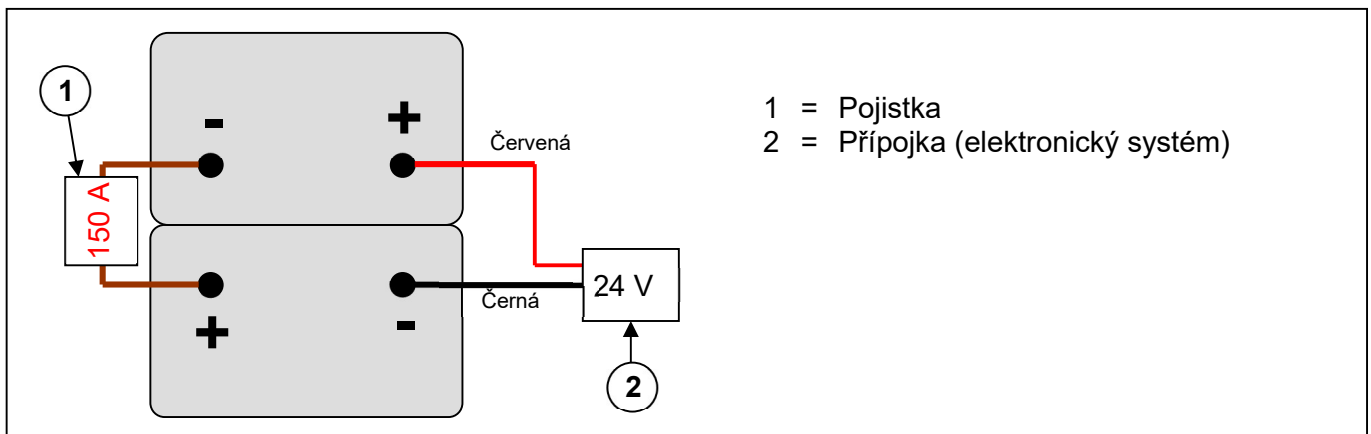 1
- +
Červená
150 A
24 V
Černá
+ -
2
1 = Pojistka
2 = Přípojka (elektronický systém)